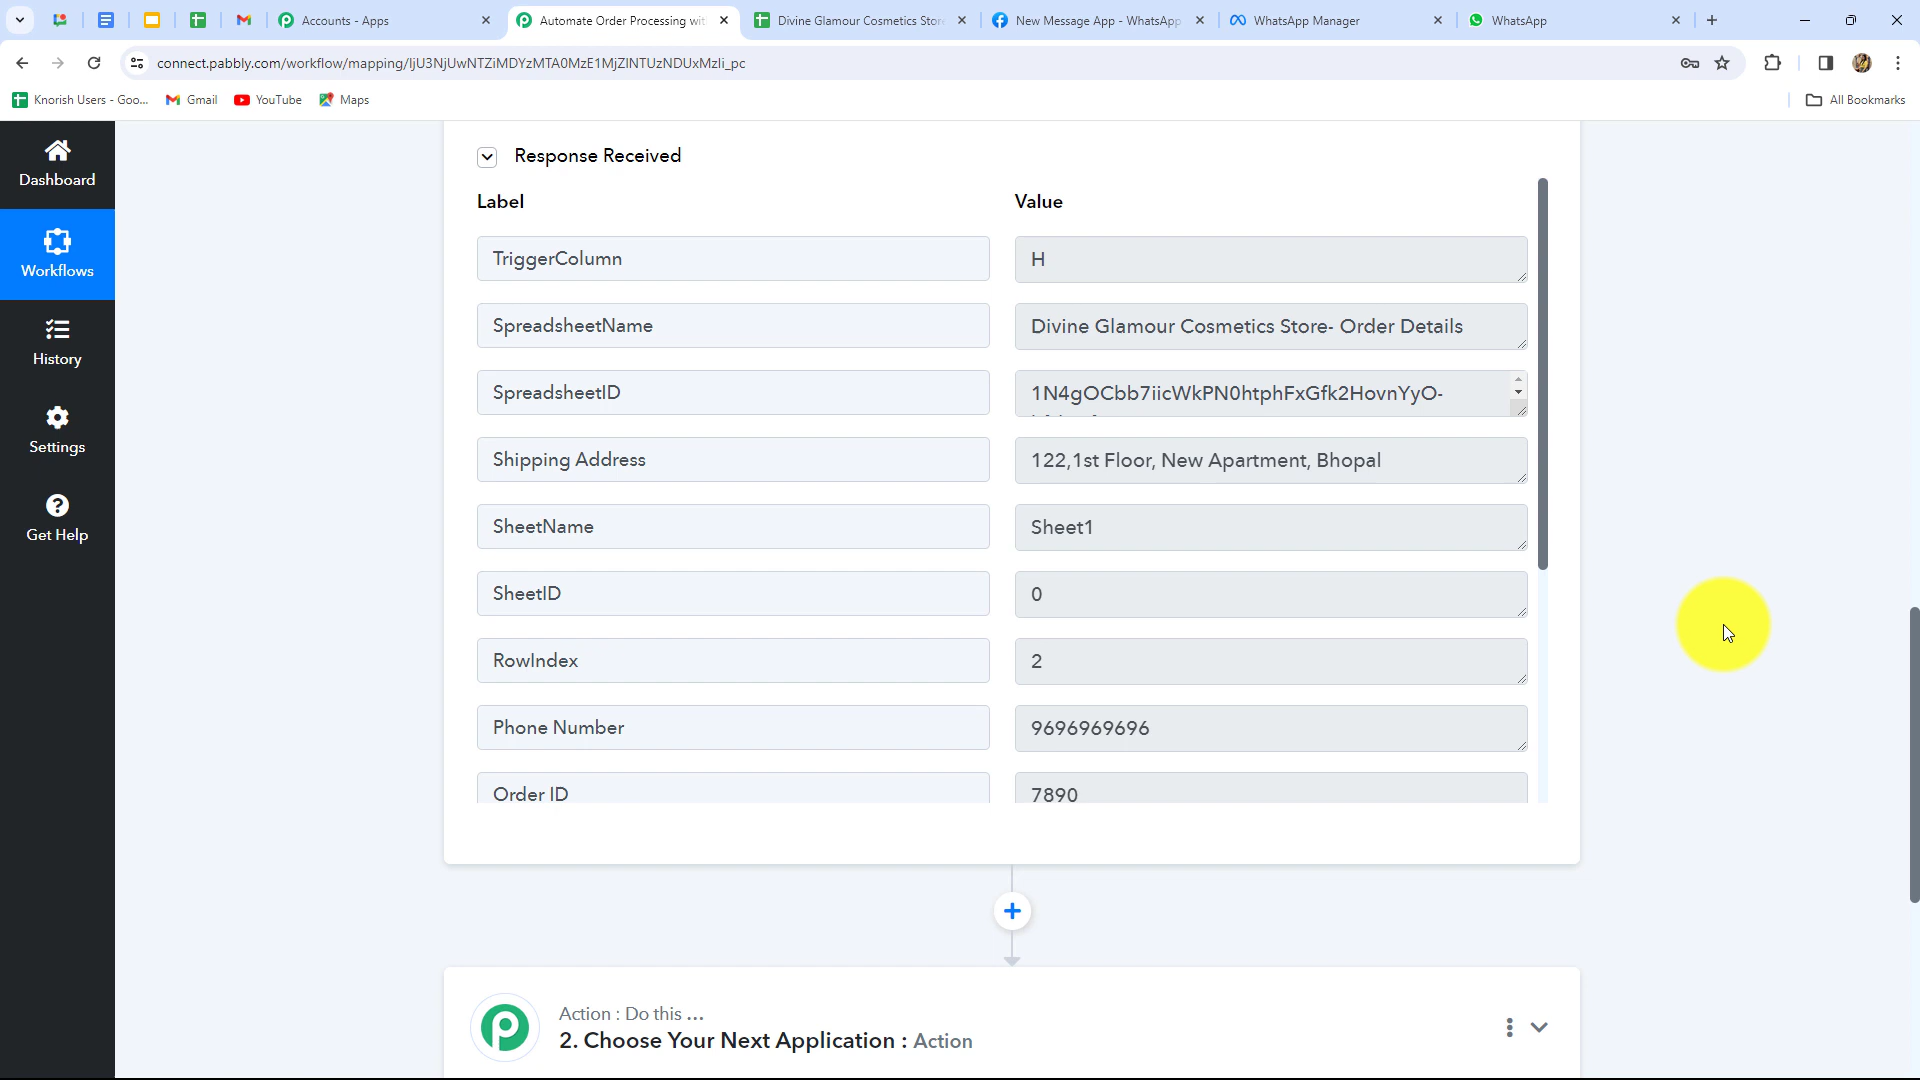 Accounts - Apps
Automate Order Processing wit
Divine Glamour Cosmetics Store
New Message App - WhatsApp
WhatsApp Manager
WhatsApp
connect.pabbly.com/workflow/mapping/IjU3NjUwNTZiMDYzMTA0MzE1MjZlNTUzNDUxMzIi_pc
Knorish Users - Goo...
Gmail
YouTube
Maps
All Bookmarks
Dashboard
Workflows
History
Settings
Get Help
Response Received
Label
Value
TriggerColumn
H
SpreadsheetName
Divine Glamour Cosmetics Store- Order Details
SpreadsheetID
1N4gOCbb7iicWkPN0htphFxGfk2HovnYyO-
Shipping Address
122,1st Floor, New Apartment, Bhopal
SheetName
Sheet1
SheetID
0
RowIndex
2
Phone Number
9696969696
Order ID
7890
Action : Do this ...
2. Choose Your Next Application : Action